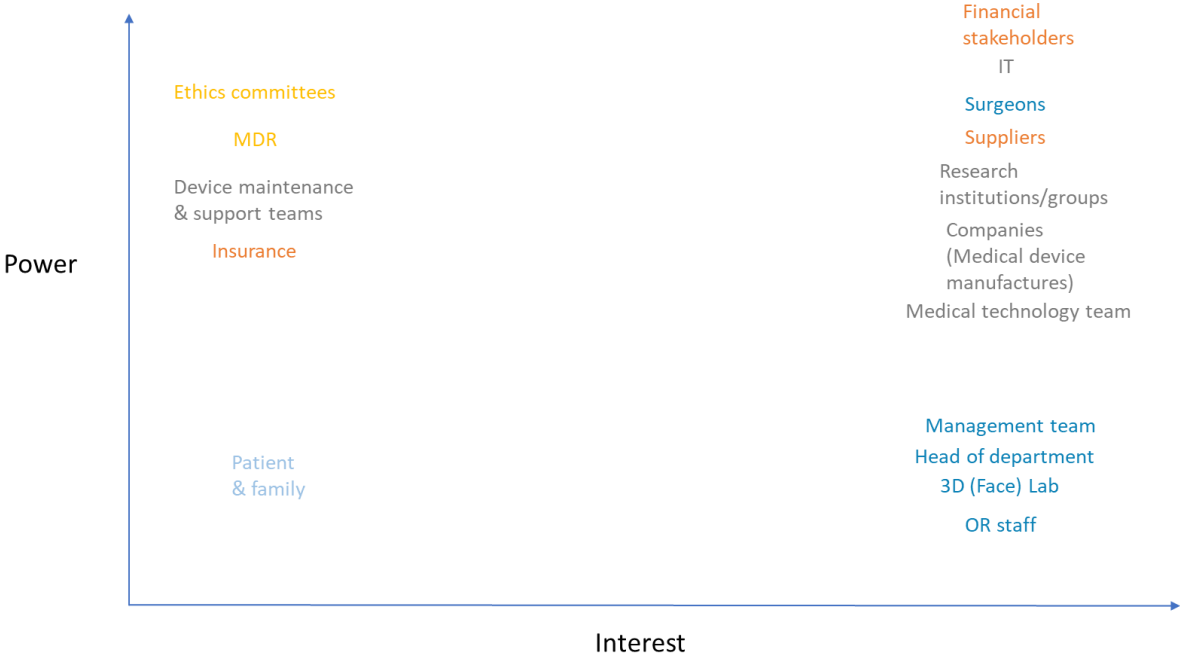 Financial
stakeholders
IT
Ethics committees
Surgeons
MDR
Suppliers
Device maintenance
& support teams
Research
institutions/groups
Insurance
Companies
(Medical device
manufactures)
Power
Medical technology team
Management team
Patient
& family
Head of department
3D (Face) Lab
OR staff
Interest